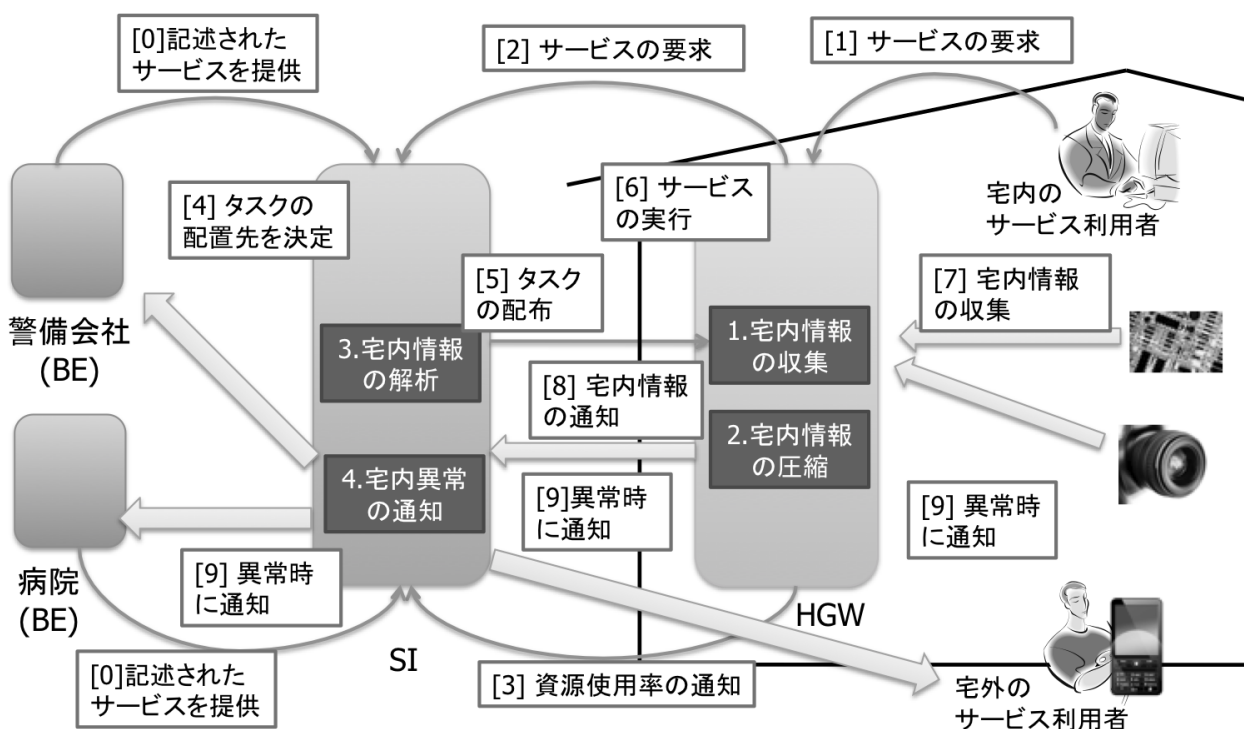 [0]記述された
サービスを提供
[2] サービスの要求
[1] サービスの要求
[4] タスクの
配置先を決定
[6] サービス
の実行
宅内の
サービス利用者
[5] タスク
の配布
[7] 宅内情報
の収集
警備会社
(BE)
3.宅内情報
の解析
1.宅内情報
の収集
[8] 宅内情報
の通知
2.宅内情報
の圧縮
4.宅内異常
の通知
[9]異常時
に通知
[9] 異常時
に通知
病院
(BE)
[9] 異常時
に通知
HGW
SI
[0]記述された
サービスを提供
[3] 資源使用率の通知
宅外の
サービス利用者